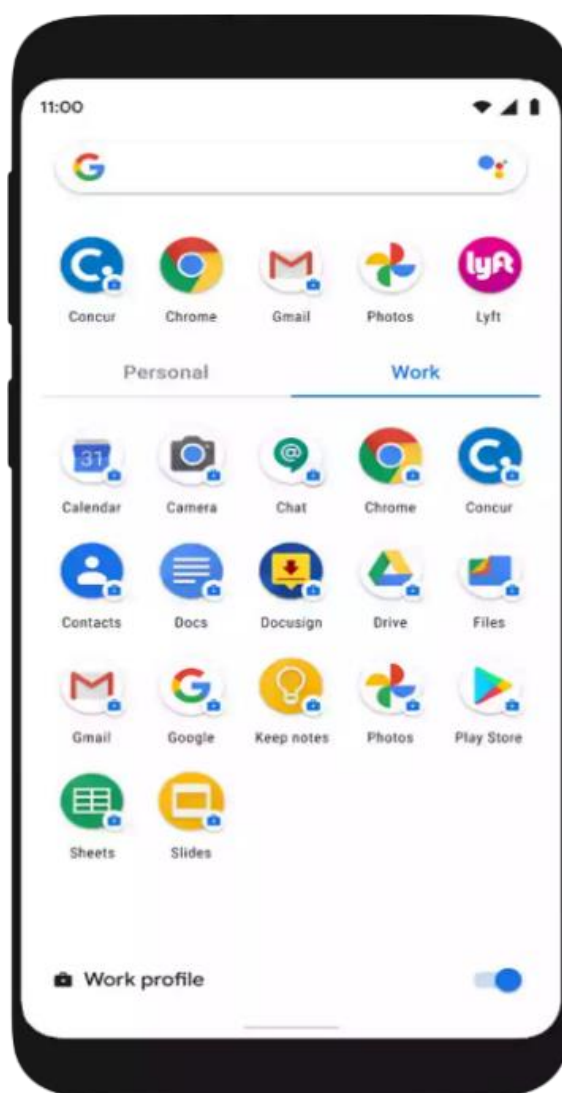 11:00
Concur Chrome Gmail Photos Lyft
Personal Work
31
Calendar Camera Chat Chrome Concur
Contacts Docs Docusign Drive Files
Gmail Google Keep notes Photos Play Store
Sheets Slides
Work profile